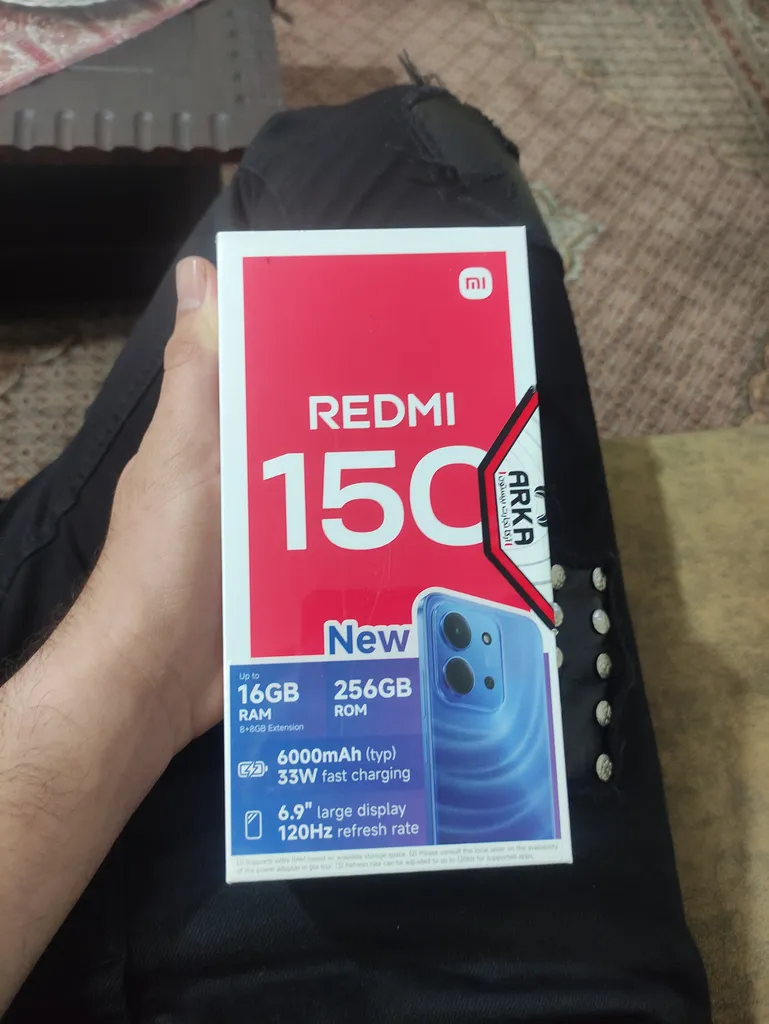 mi
REDMI
15C
ARKA
New
Up to
16GB
256GB
RAM
ROM
8+8GB Extension
6000mAh (typ)
33W fast charging
6.9" large display
120Hz refresh rate